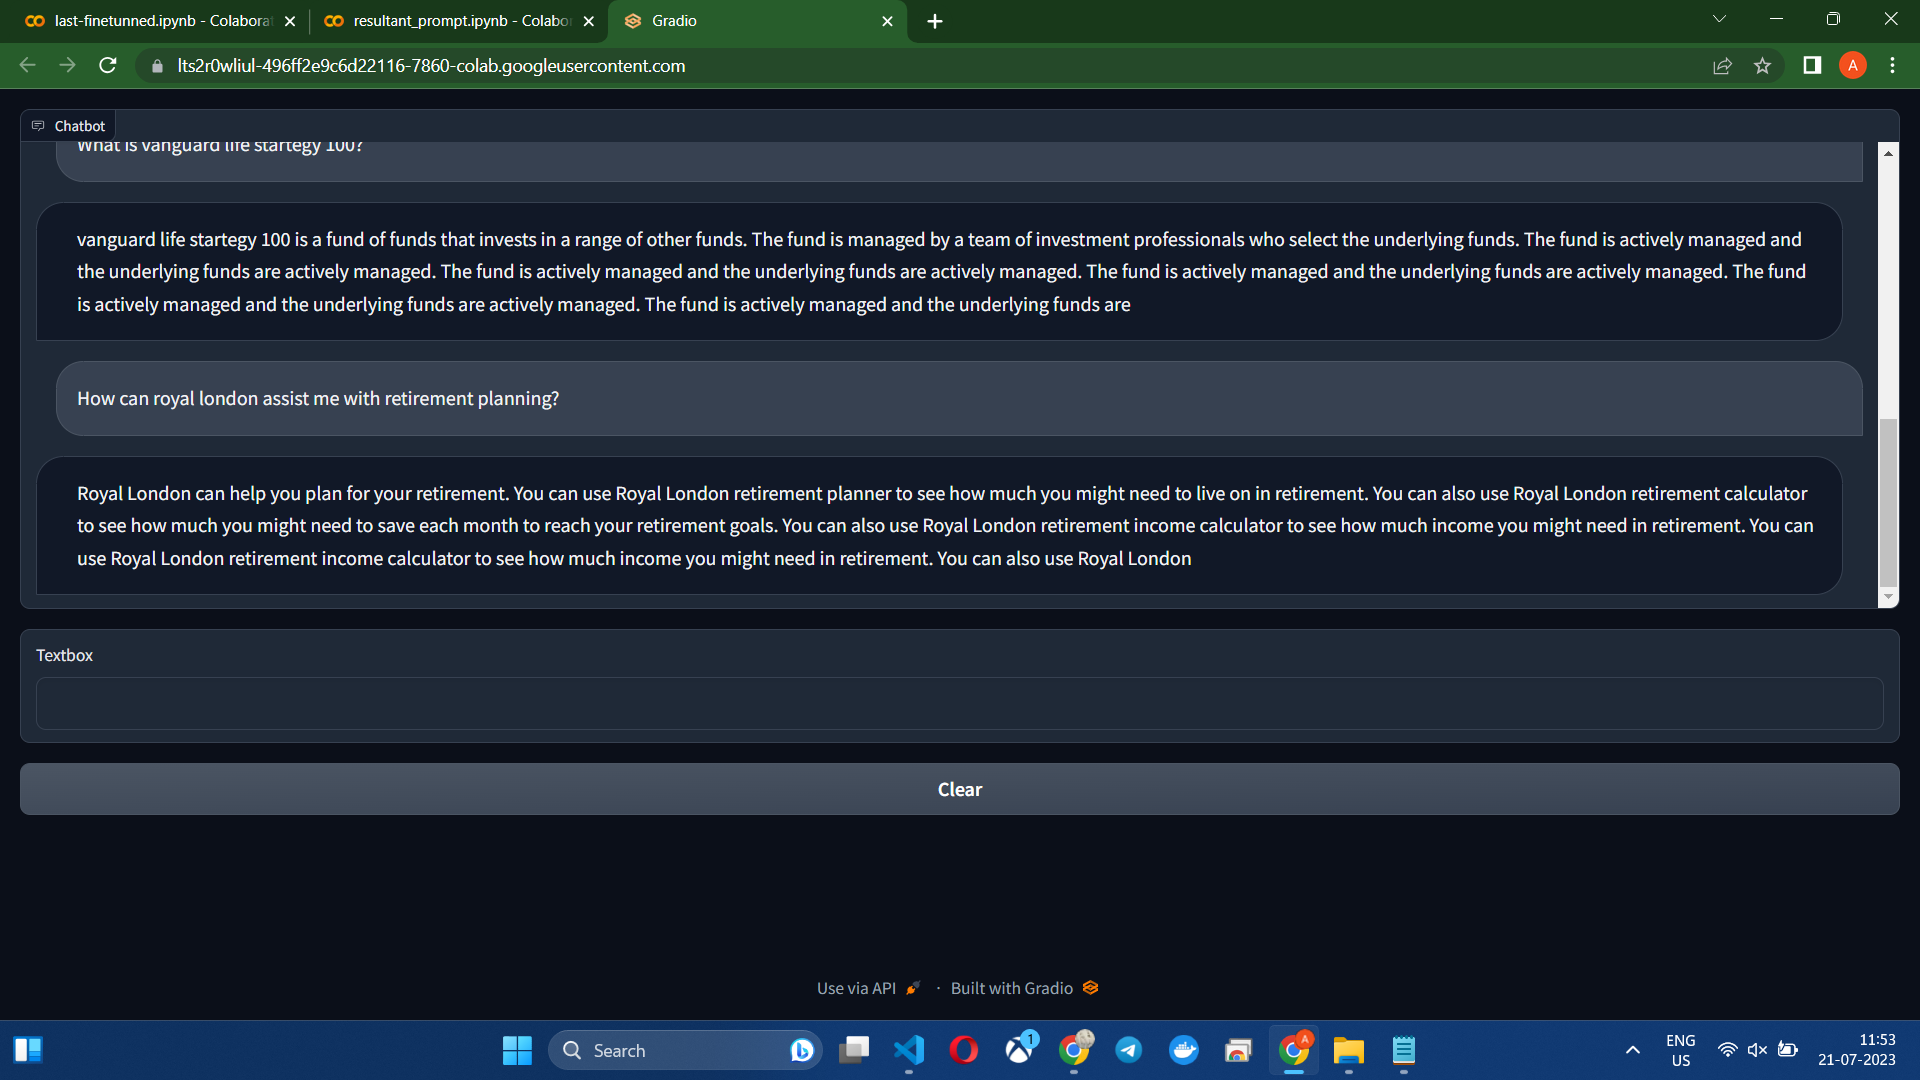 last-finetunned.ipynb - Colaborat
resultant_prompt.ipynb - Colabo
Gradio
lts2r0wliul-496ff2e9c6d22116-7860-colab.googleusercontent.com
A
Chatbot
What is vanguard life startegy 100?
vanguard life startegy 100 is a fund of funds that invests in a range of other funds. The fund is managed by a team of investment professionals who select the underlying funds. The fund is actively managed and
the underlying funds are actively managed. The fund is actively managed and the underlying funds are actively managed. The fund is actively managed and the underlying funds are actively managed. The fund
is actively managed and the underlying funds are actively managed. The fund is actively managed and the underlying funds are
How can royal london assist me with retirement planning?
Royal London can help you plan for your retirement. You can use Royal London retirement planner to see how much you might need to live on in retirement. You can also use Royal London retirement calculator
to see how much you might need to save each month to reach your retirement goals. You can also use Royal London retirement income calculator to see how much income you might need in retirement. You can
use Royal London retirement income calculator to see how much income you might need in retirement. You can also use Royal London
Textbox
Clear
Use via API · Built with Gradio
Search
1
A
ENG
US
11:53
21-07-2023